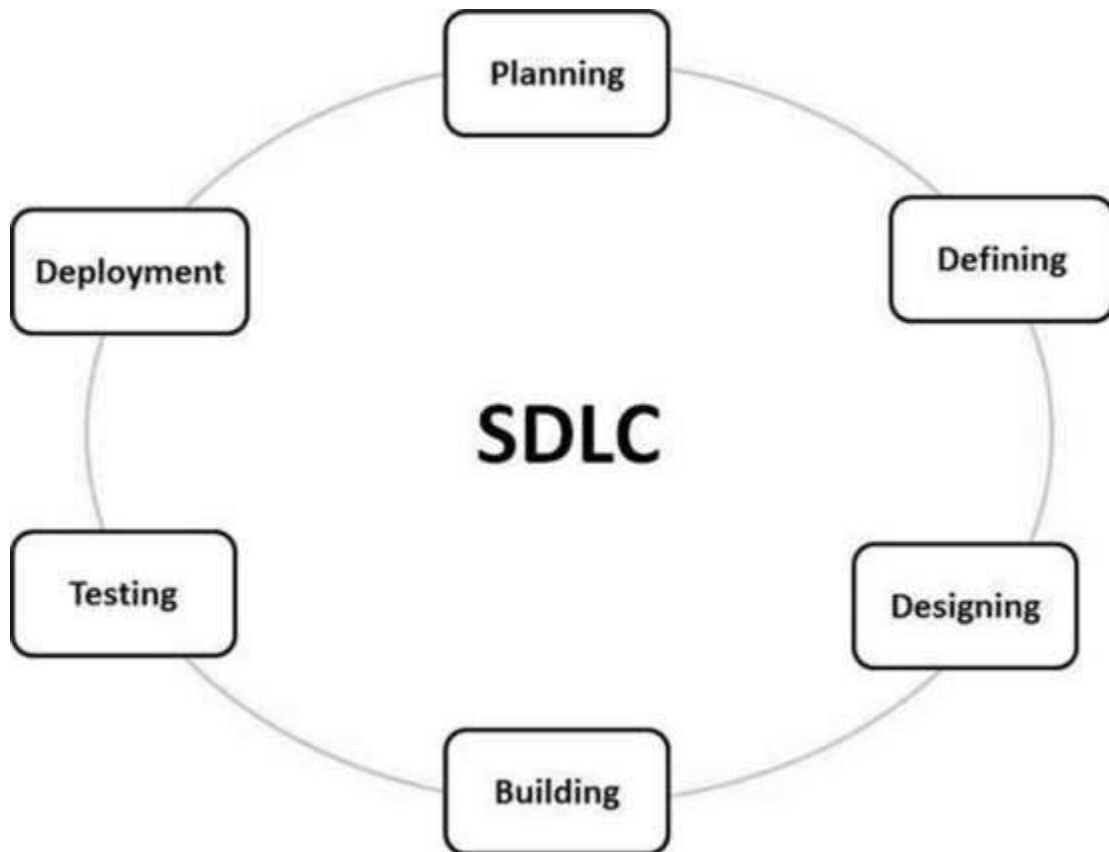 Planning
Defining
Designing
Building
Testing
Deployment
SDLC